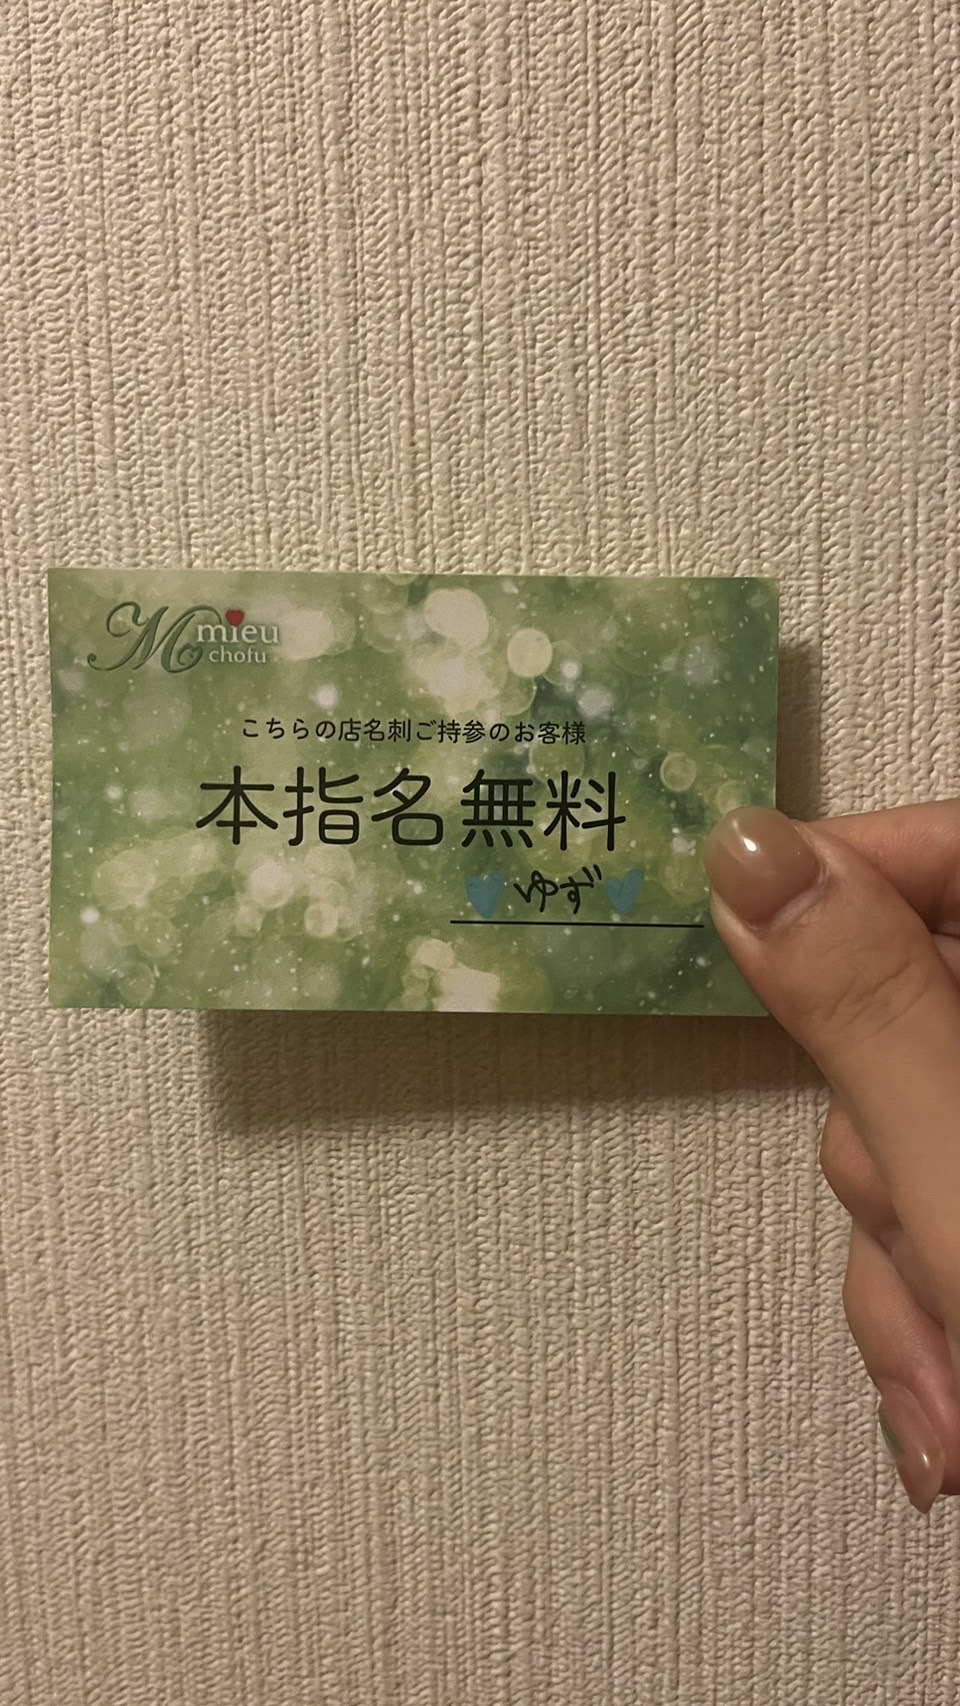 M mieu
chofu
こちらの店名刺ご持参のお客様
本指名無料
ゆず